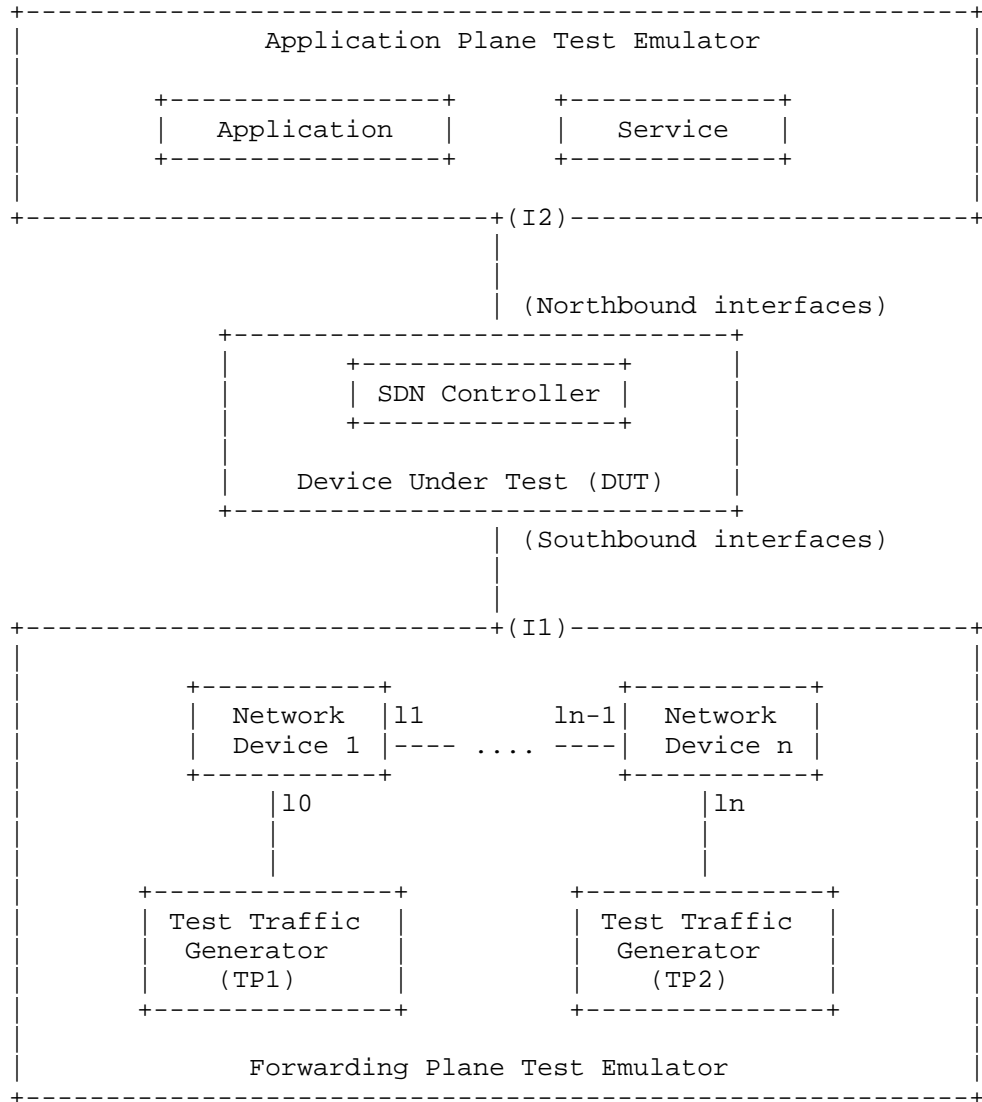 Application Plane Test Emulator
Application Service
(I2)
(Northbound interfaces)
SDN Controller
Device Under Test (DUT)
(Southbound interfaces)
(I1)
Network l1 ln-1 Network
Device 1 .... Device n
l0 ln
Test Traffic Test Traffic
Generator Generator
(TP1) (TP2)
Forwarding Plane Test Emulator